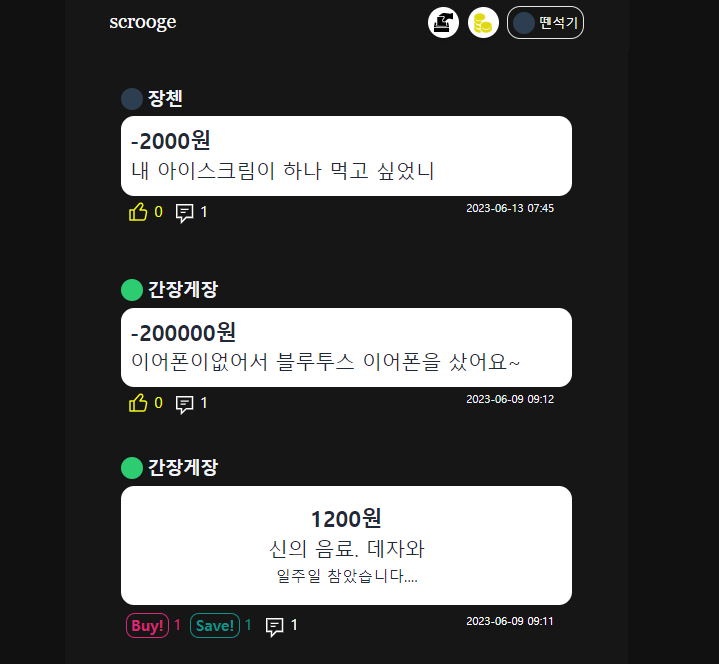 scrooge
뗀석기
장첸
-2000원
내 아이스크림이 하나 먹고 싶었니
0 1 2023-06-13 07:45
간장게장
-200000원
이어폰이없어서 블루투스 이어폰을 샀어요~
0 1 2023-06-09 09:12
간장게장
1200원
신의 음료. 데자와
일주일 참았습니다....
Buy! 1 Save! 1 1 2023-06-09 09:11